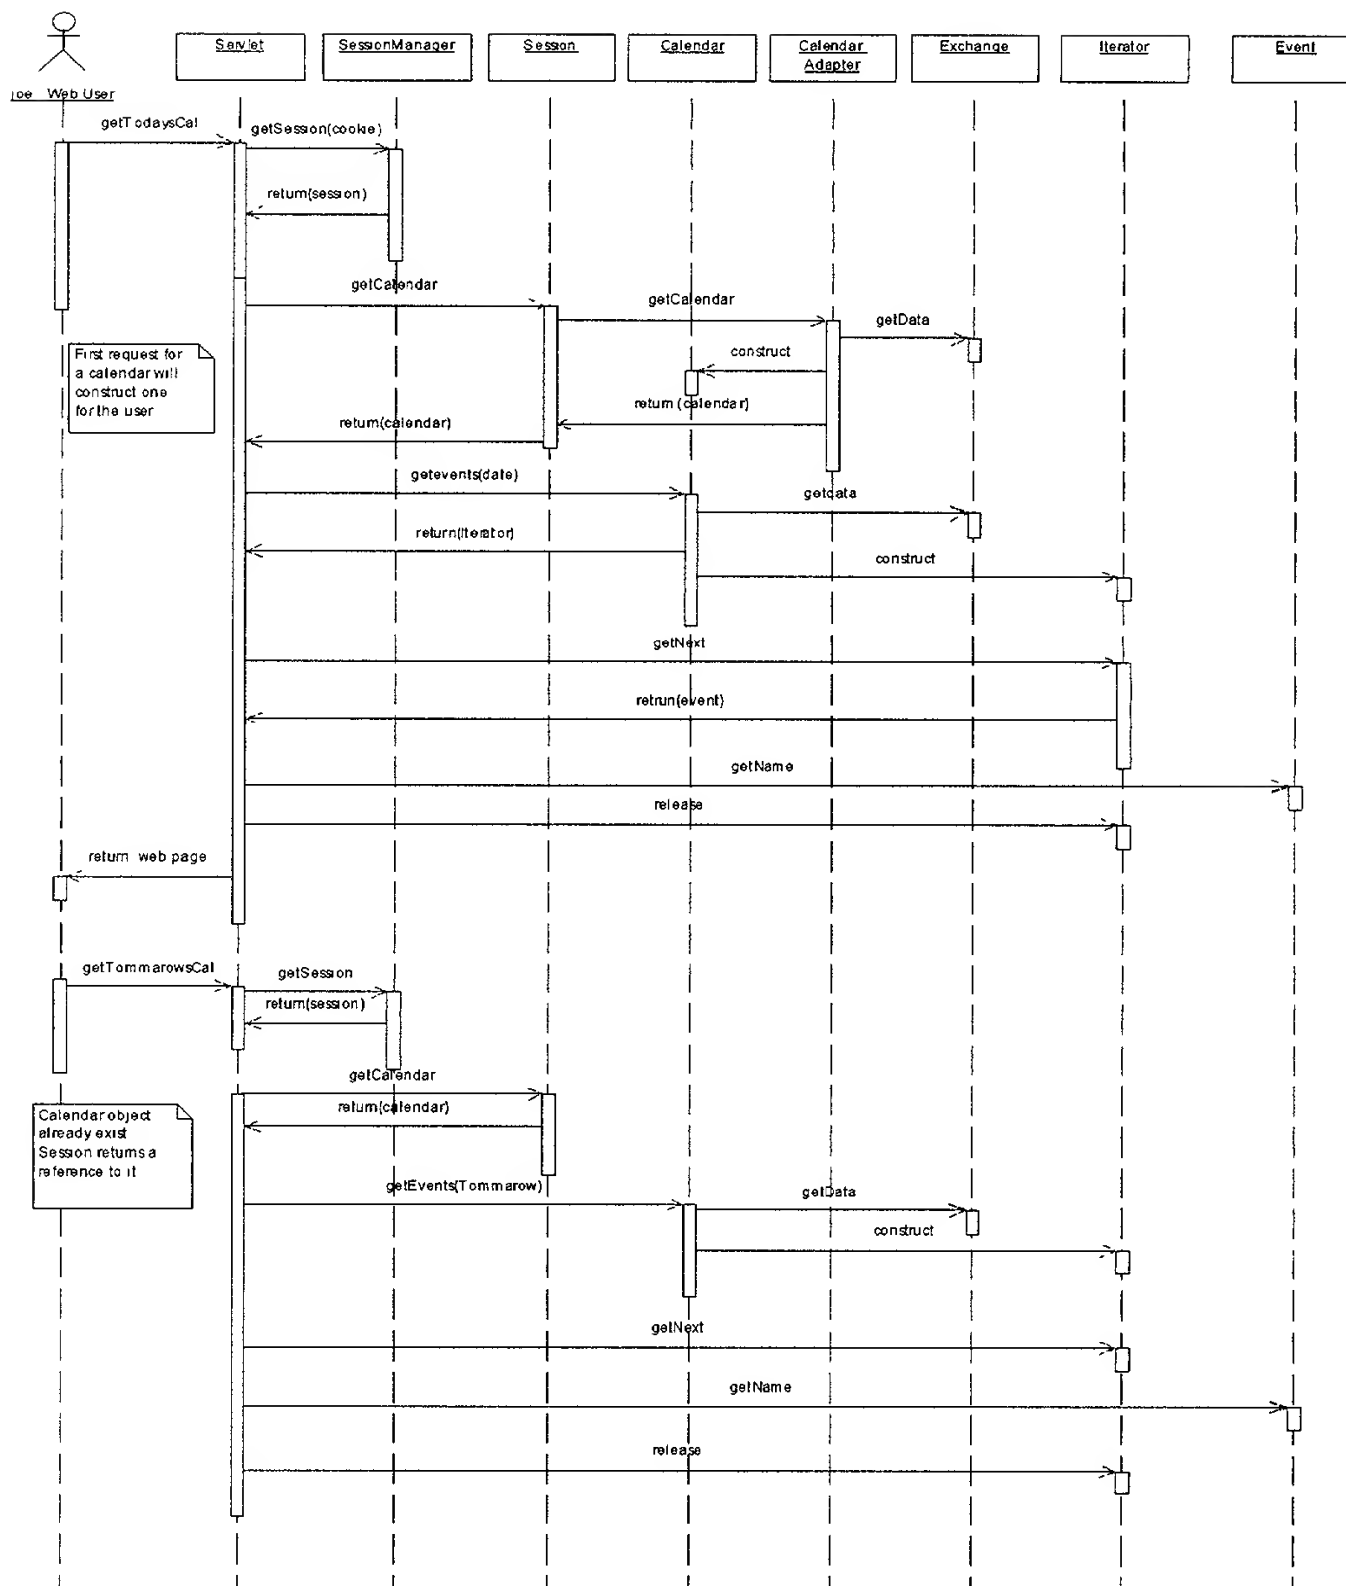 Servlet
SessionManager
Session
Calendar
Calendar
Adapter
Exchange
Iterator
Event
joe Web User
getTodaysCal
getSession(cookie)
return(session)
getCalendar
getCalendar
getData
First request for
a calendar will
construct one
for the user
construct
return (calendar)
return(calendar)
getevents(date)
getdata
return(Iterator)
construct
getNext
retrun(event)
getName
release
return web page
getTommarowsCal
getSession
return(session)
getCalendar
return(calendar)
Calendar object
already exist
Session returns a
reference to it
getEvents(Tommarow)
getData
construct
getNext
getName
release